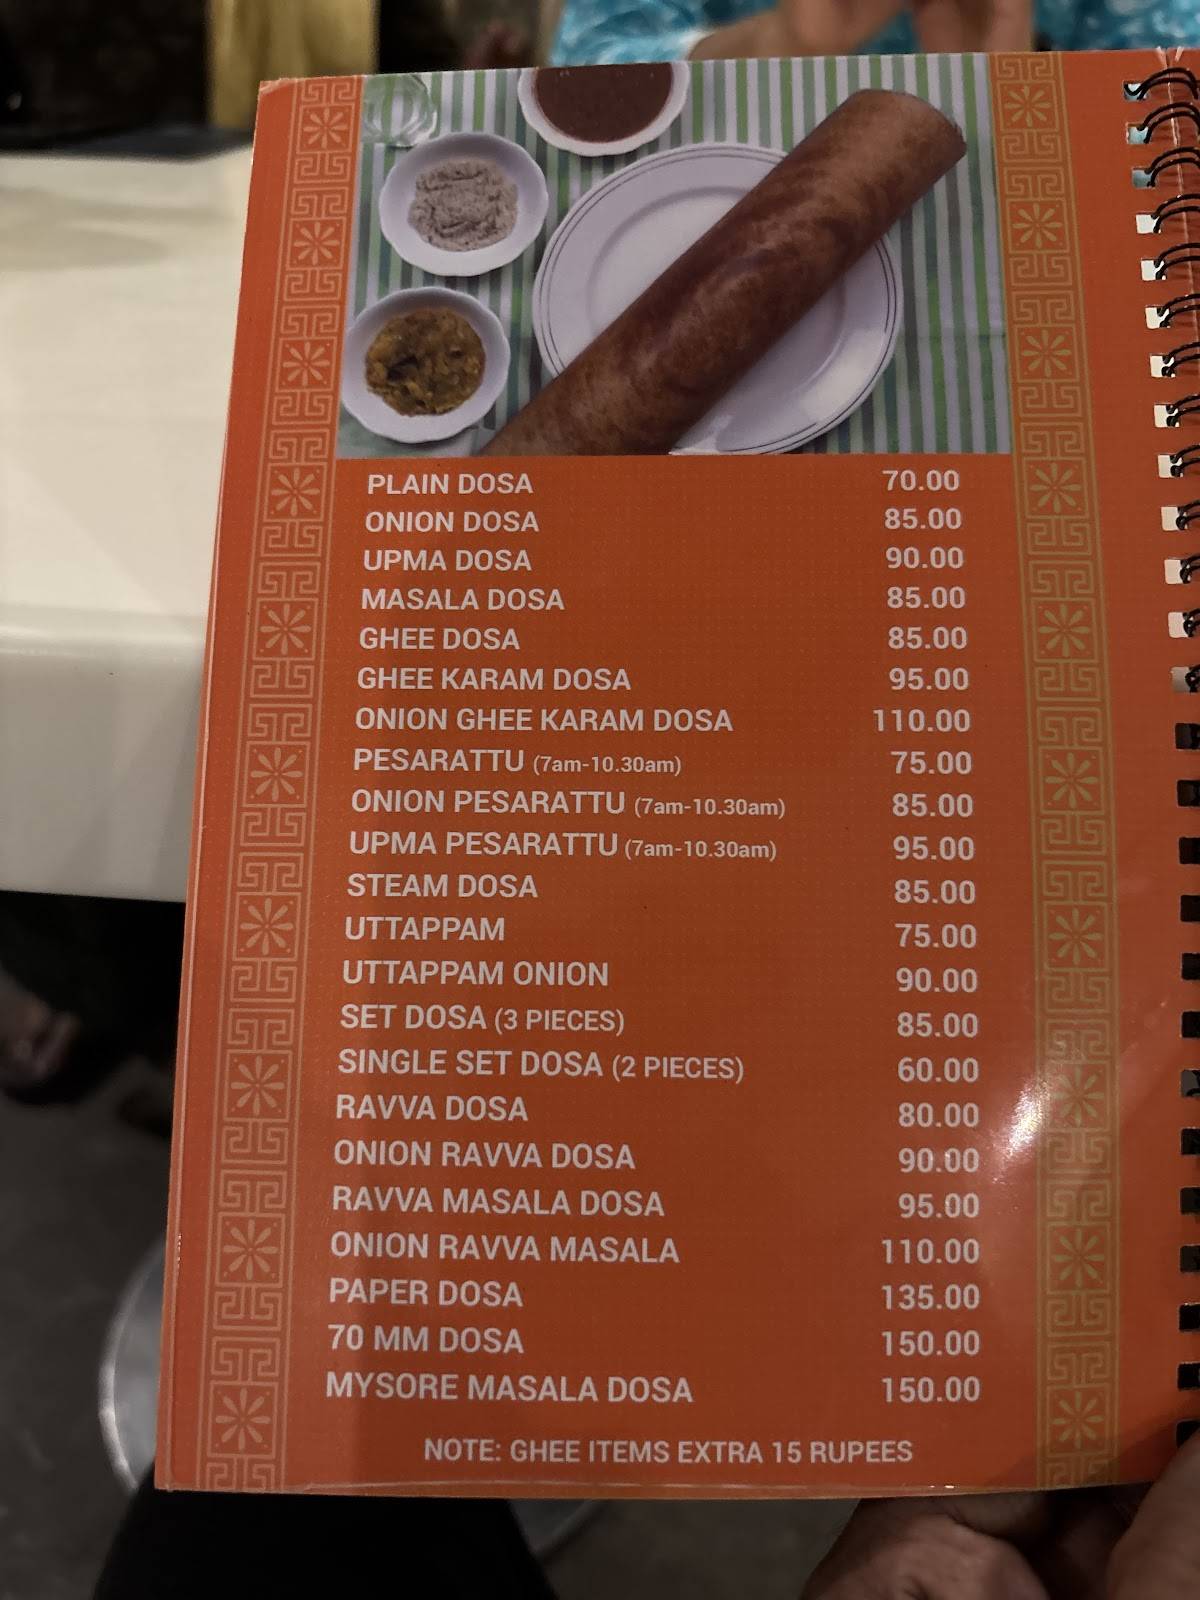 PLAIN DOSA 70.00
ONION DOSA 85.00
UPMA DOSA 90.00
MASALA DOSA 85.00
GHEE DOSA 85.00
GHEE KARAM DOSA 95.00
ONION GHEE KARAM DOSA 110.00
PESARATTU (7am-10.30am) 75.00
ONION PESARATTU (7am-10.30am) 85.00
UPMA PESARATTU (7am-10.30am) 95.00
STEAM DOSA 85.00
UTTAPPAM 75.00
UTTAPPAM ONION 90.00
SET DOSA (3 PIECES) 85.00
SINGLE SET DOSA (2 PIECES) 60.00
RAVVA DOSA 80.00
ONION RAVVA DOSA 90.00
RAVVA MASALA DOSA 95.00
ONION RAVVA MASALA 110.00
PAPER DOSA 135.00
70 MM DOSA 150.00
MYSORE MASALA DOSA 150.00
NOTE: GHEE ITEMS EXTRA 15 RUPEES